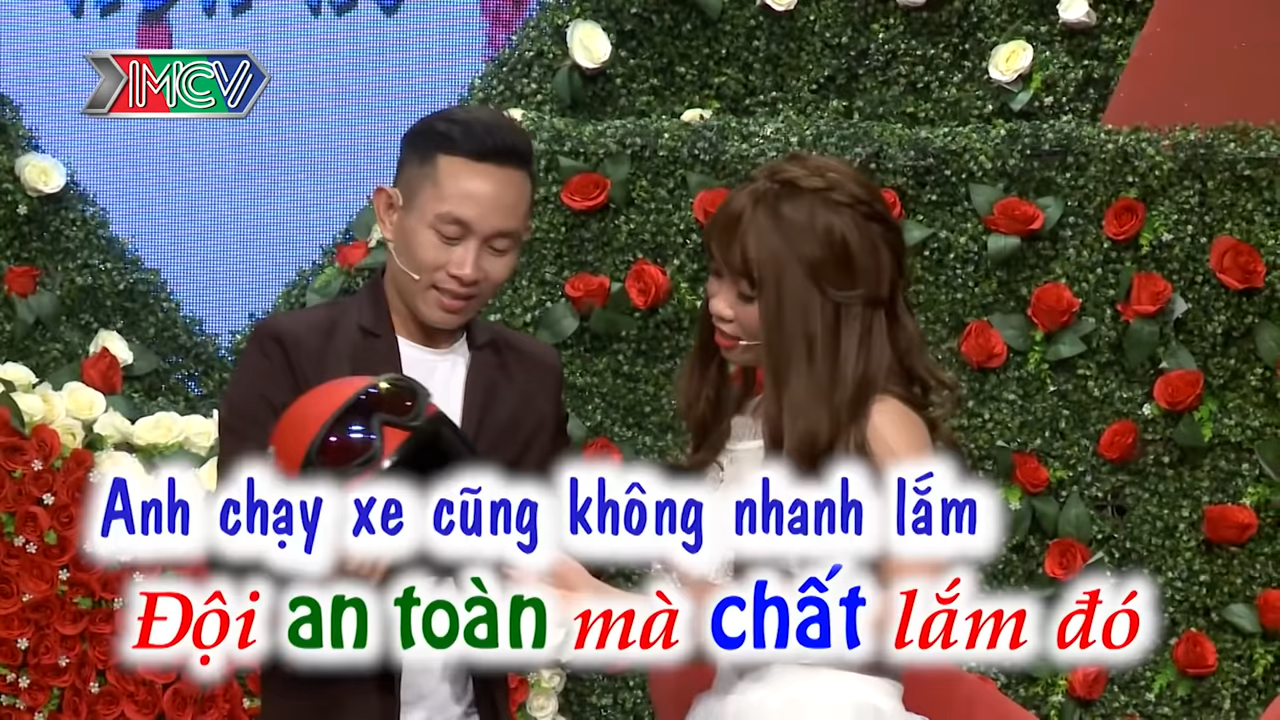 MCV
Anh chạy xe cũng không nhanh lắm
Đội an toàn mà chất lắm đó